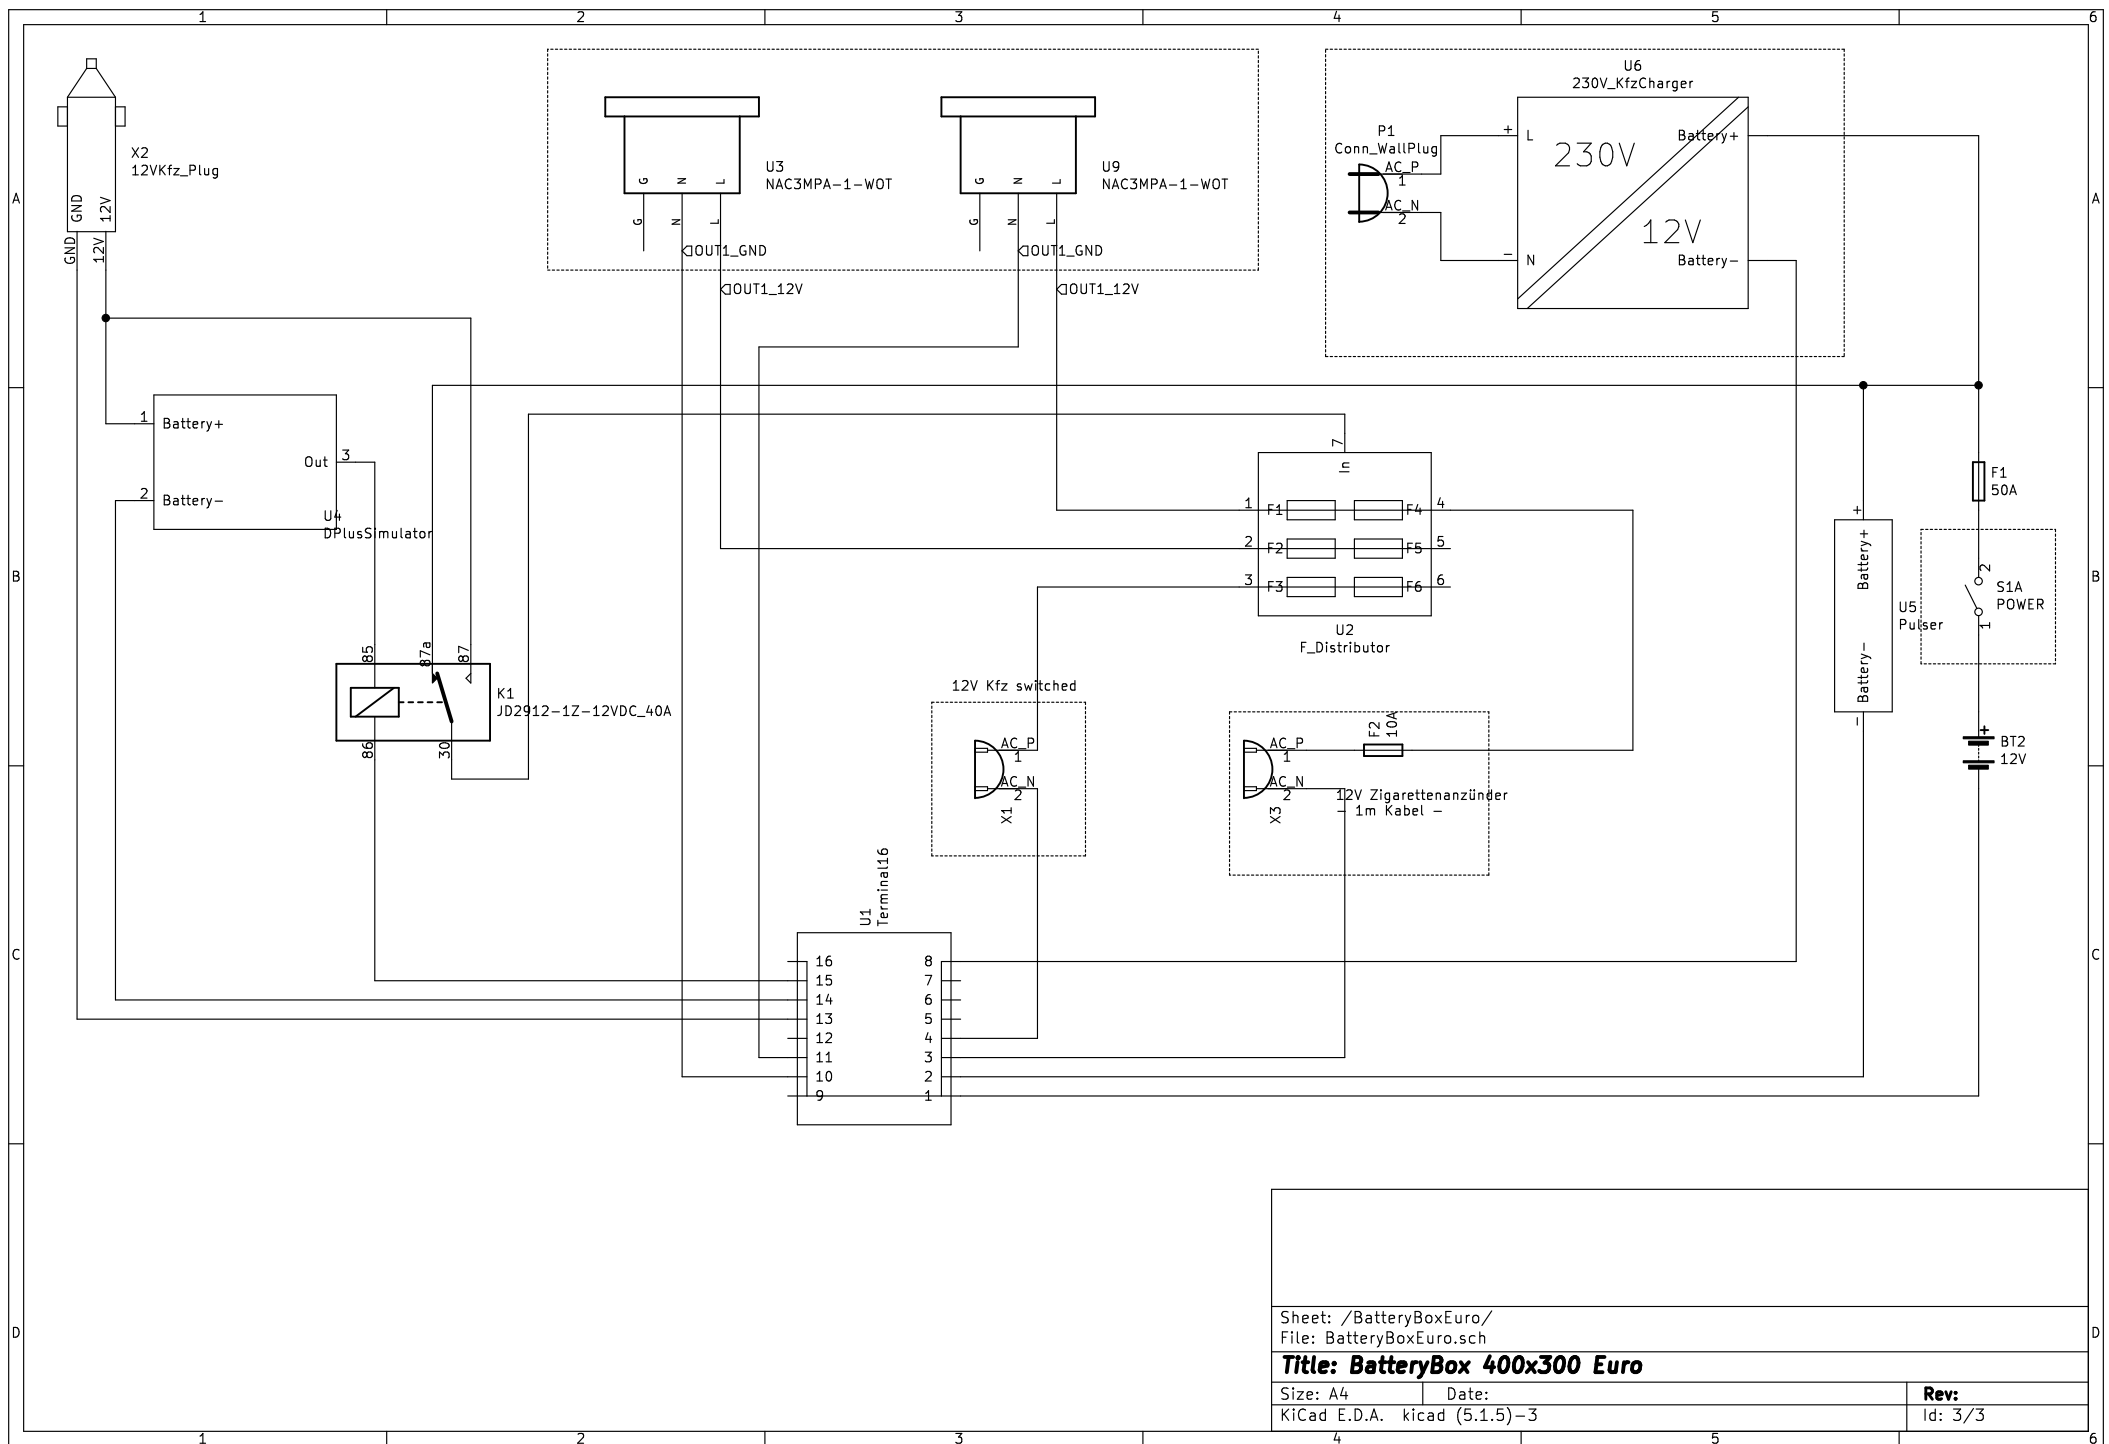 1 2 3 4 5 6
A
B
C
D
A
B
C
D
1 2 3 4 5 6
X2
12VKfz_Plug
GND
12V
GND
12V
U3
NAC3MPA-1-WOT
G N L
G N L
OUT1_GND
OUT1_12V
U9
NAC3MPA-1-WOT
G N L
G N L
OUT1_GND
OUT1_12V
U6
230V_KfzCharger
P1
Conn_WallPlug
AC_P
1
AC_N
2
+ L
- N
230V
12V
Battery+
Battery-
1 Battery+
Out 3
2 Battery-
U4
DPlusSimulator
85
87a
87
K1
JD2912-1Z-12VDC_40A
86
30
7
In
1 F1 F4 4
2 F2 F5 5
3 F3 F6 6
U2
F_Distributor
F1
50A
+
Battery+
Battery-
-
U5
Pulser
2
S1A
POWER
1
+
BT2
12V
12V Kfz switched
AC_P
1
AC_N
2
X1
AC_P
1
AC_N
2
X3
F2
10A
12V Zigarettenanzünder
- 1m Kabel -
U1
Terminal16
16 8
15 7
14 6
13 5
12 4
11 3
10 2
9 1
Sheet: /BatteryBoxEuro/
File: BatteryBoxEuro.sch
Title: BatteryBox 400x300 Euro
Size: A4 Date: Rev:
KiCad E.D.A. kicad (5.1.5)-3 Id: 3/3